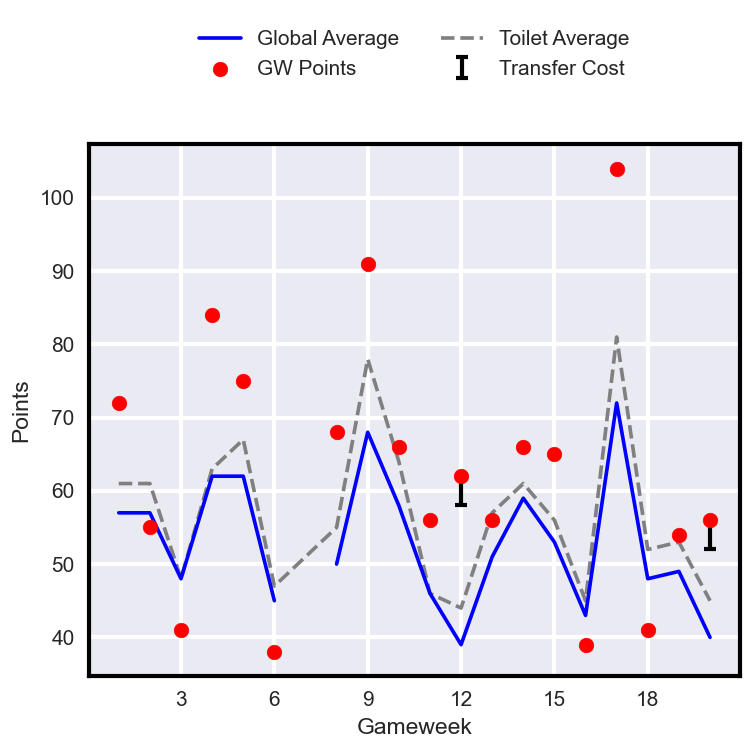 Global Average
Toilet Average
GW Points
Transfer Cost
100
90
80
70
60
50
40
Points
3 6 9 12 15 18
Gameweek